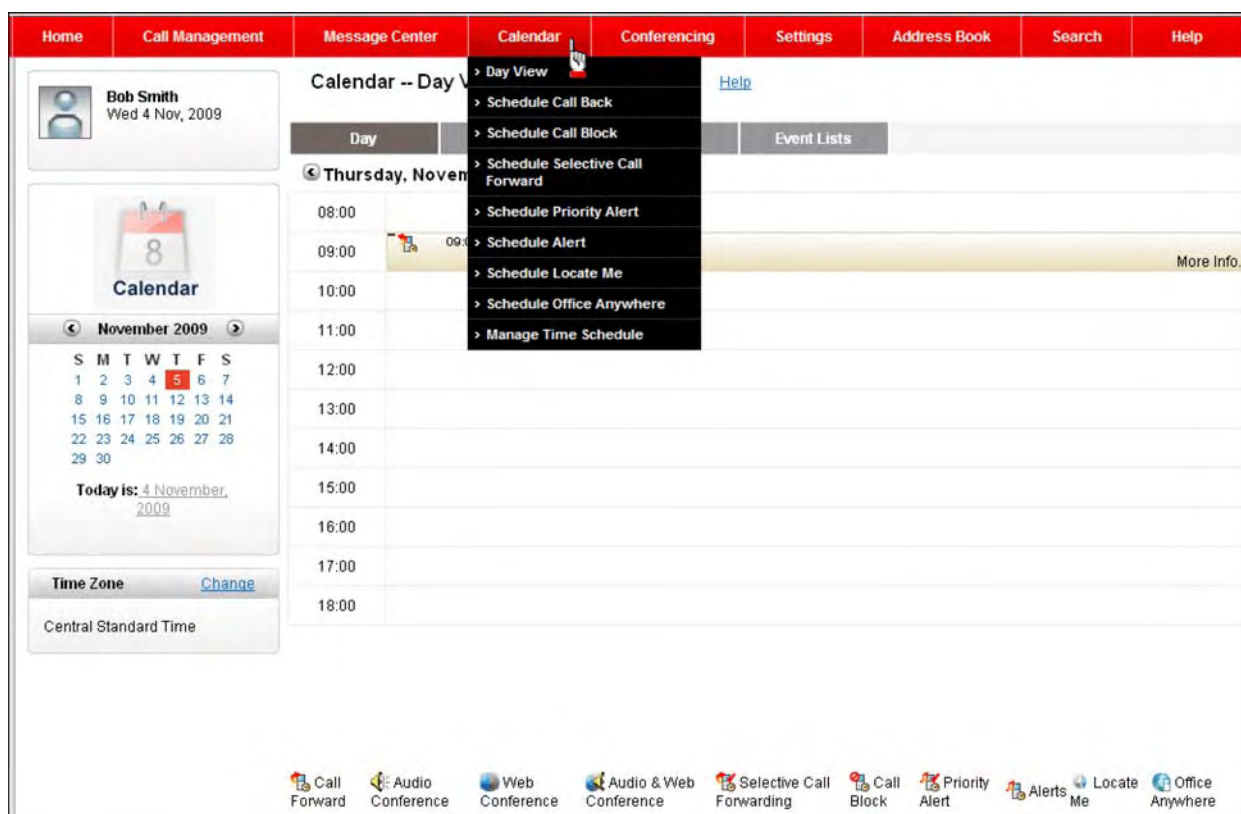 Home Call Management Message Center Calendar Conferencing Settings Address Book Search Help
Bob Smith
Wed 4 Nov, 2009
8
Calendar
November 2009
S M T W T F S
1 2 3 4 5 6 7
8 9 10 11 12 13 14
15 16 17 18 19 20 21
22 23 24 25 26 27 28
29 30
Today is: 4 November,
2009
Time Zone Change
Central Standard Time
Calendar -- Day Help
› Day View
› Schedule Call Back
› Schedule Call Block
› Schedule Selective Call
Forward
› Schedule Priority Alert
› Schedule Alert
› Schedule Locate Me
› Schedule Office Anywhere
› Manage Time Schedule
Day Event Lists
Thursday,
08:00
09:00 More Info.
10:00
11:00
12:00
13:00
14:00
15:00
16:00
17:00
18:00
Call
Forward
Audio
Conference
Web
Conference
Audio & Web
Conference
Selective Call
Forwarding
Call
Block
Priority
Alert
Alerts
Locate
Me
Office
Anywhere